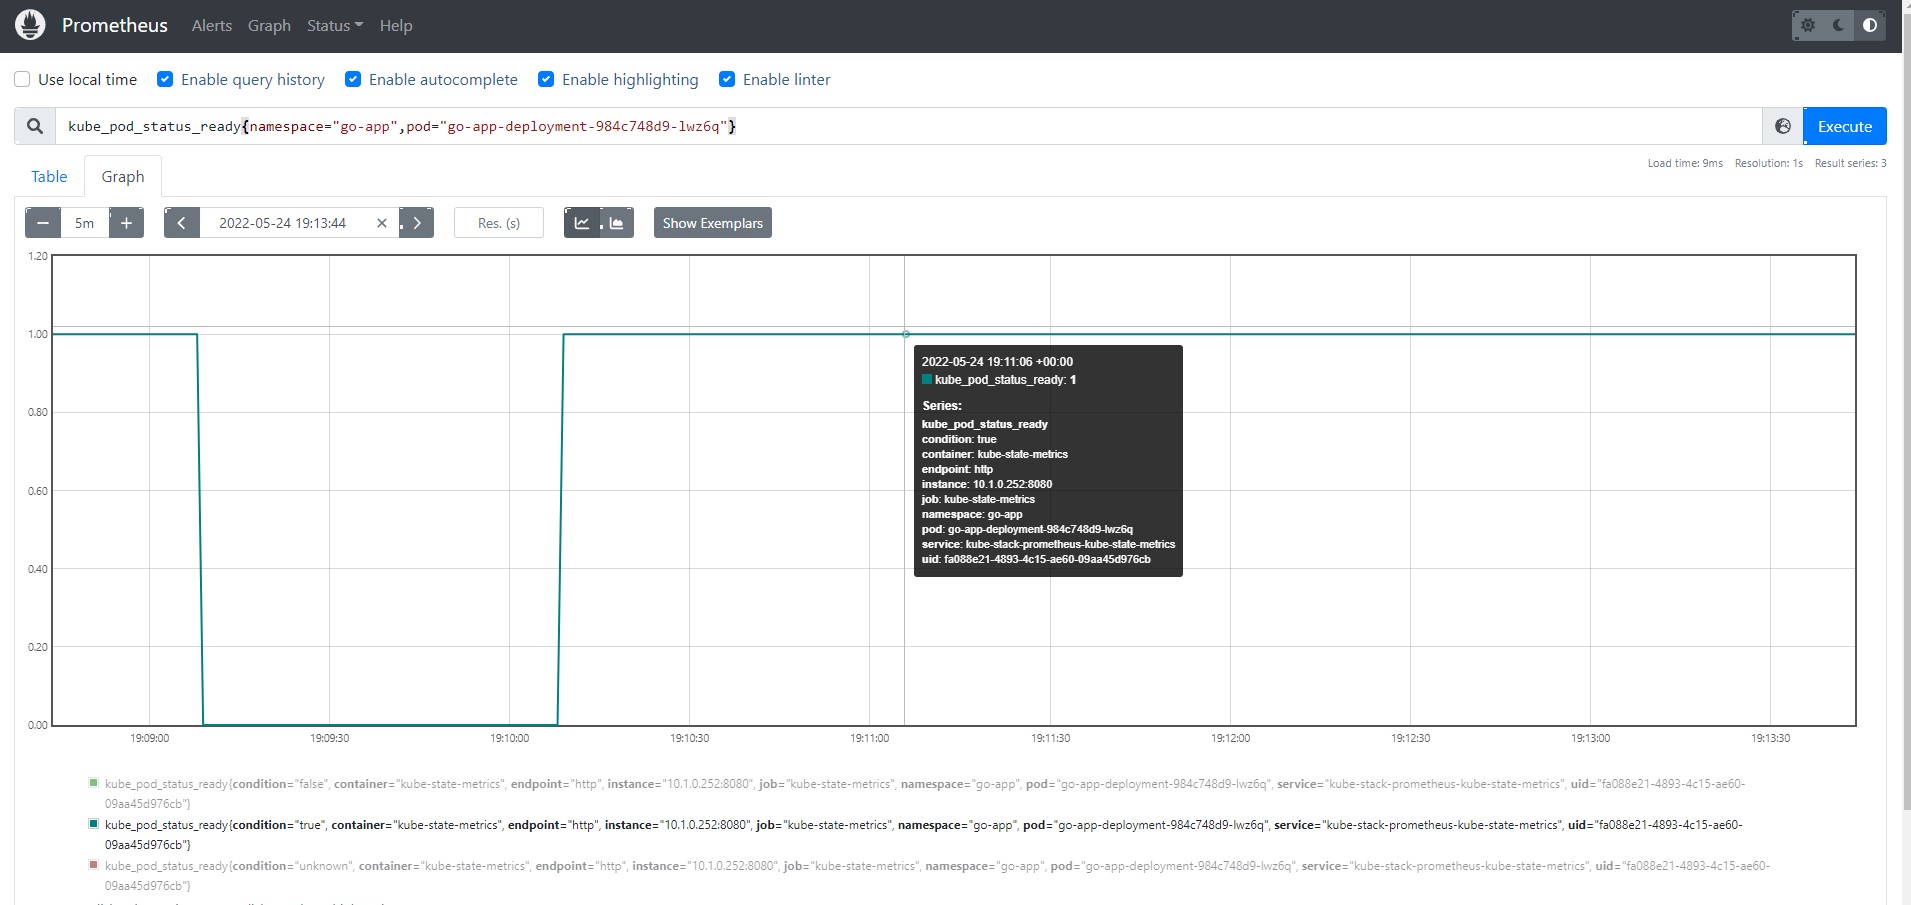 Prometheus Alerts Graph Status Help
Use local time Enable query history Enable autocomplete Enable highlighting Enable linter
kube_pod_status_ready{namespace="go-app",pod="go-app-deployment-984c748d9-lwz6q"} Execute
Load time: 9ms Resolution: 1s Result series: 3
Table Graph
− 5m + 2022-05-24 19:13:44 × Res. (s) Show Exemplars
1.20
1.00
0.80
0.60
0.40
0.20
0.00
2022-05-24 19:11:06 +00:00
kube_pod_status_ready: 1
Series:
kube_pod_status_ready
condition: true
container: kube-state-metrics
endpoint: http
instance: 10.1.0.252:8080
job: kube-state-metrics
namespace: go-app
pod: go-app-deployment-984c748d9-lwz6q
service: kube-stack-prometheus-kube-state-metrics
uid: fa088e21-4893-4c15-ae60-09aa45d976cb
19:09:00 19:09:30 19:10:00 19:10:30 19:11:00 19:11:30 19:12:00 19:12:30 19:13:00 19:13:30
kube_pod_status_ready{condition="false", container="kube-state-metrics", endpoint="http", instance="10.1.0.252:8080", job="kube-state-metrics", namespace="go-app", pod="go-app-deployment-984c748d9-lwz6q", service="kube-stack-prometheus-kube-state-metrics", uid="fa088e21-4893-4c15-ae60-
09aa45d976cb"}
kube_pod_status_ready{condition="true", container="kube-state-metrics", endpoint="http", instance="10.1.0.252:8080", job="kube-state-metrics", namespace="go-app", pod="go-app-deployment-984c748d9-lwz6q", service="kube-stack-prometheus-kube-state-metrics", uid="fa088e21-4893-4c15-ae60-
09aa45d976cb"}
kube_pod_status_ready{condition="unknown", container="kube-state-metrics", endpoint="http", instance="10.1.0.252:8080", job="kube-state-metrics", namespace="go-app", pod="go-app-deployment-984c748d9-lwz6q", service="kube-stack-prometheus-kube-state-metrics", uid="fa088e21-4893-4c15-ae60-
09aa45d976cb"}